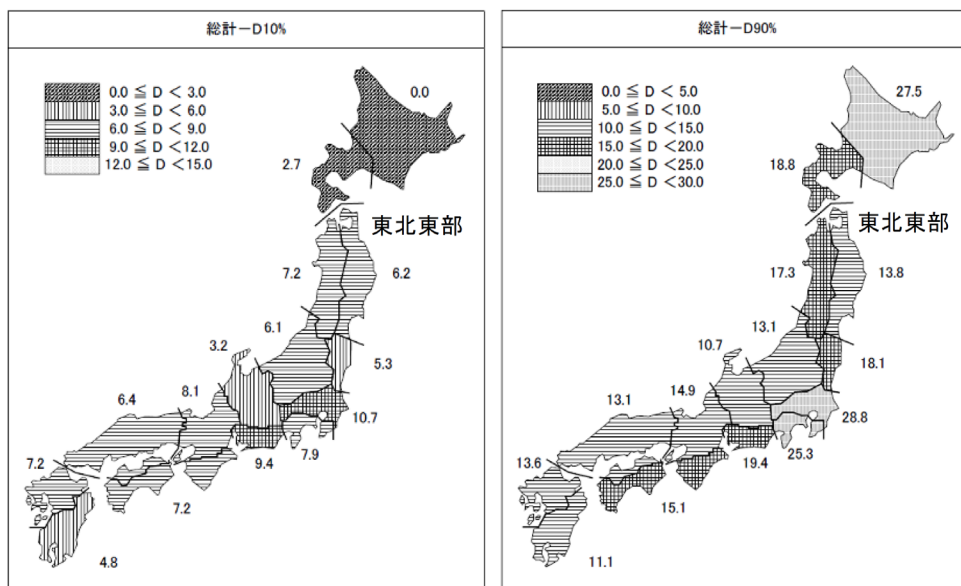 総計－D10%
0.0 ≦ D < 3.0
3.0 ≦ D < 6.0
6.0 ≦ D < 9.0
9.0 ≦ D <12.0
12.0 ≦ D <15.0
0.0
2.7
東北東部
7.2
6.2
6.1
3.2
5.3
8.1
6.4
10.7
9.4
7.9
7.2
7.2
4.8
総計－D90%
0.0 ≦ D < 5.0
5.0 ≦ D <10.0
10.0 ≦ D <15.0
15.0 ≦ D <20.0
20.0 ≦ D <25.0
25.0 ≦ D <30.0
27.5
18.8
東北東部
17.3
13.8
13.1
10.7
18.1
14.9
13.1
28.8
25.3
19.4
13.6
15.1
11.1